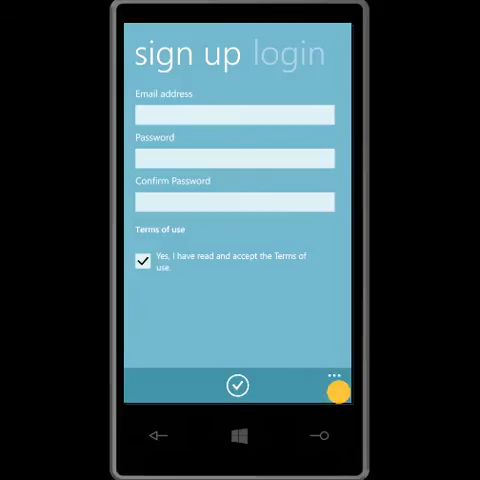 sign up login
Email address
Password
Confirm Password
Terms of use
Yes, I have read and accept the Terms of
use.